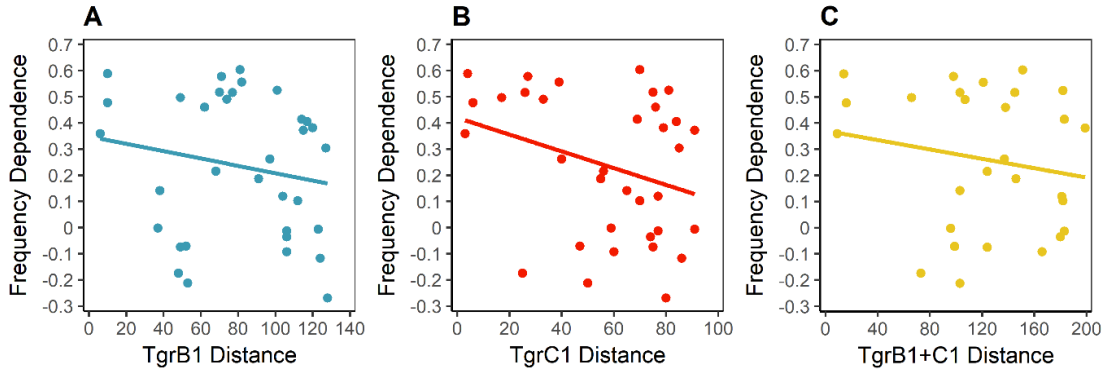 A
Frequency Dependence
0.7
0.6
0.5
0.4
0.3
0.2
0.1
0
-0.1
-0.2
-0.3
0 20 40 60 80 100 120 140
TgrB1 Distance
B
Frequency Dependence
0.7
0.6
0.5
0.4
0.3
0.2
0.1
0
-0.1
-0.2
-0.3
0 20 40 60 80 100
TgrC1 Distance
C
Frequency Dependence
0.7
0.6
0.5
0.4
0.3
0.2
0.1
0
-0.1
-0.2
-0.3
0 40 80 120 160 200
TgrB1+C1 Distance